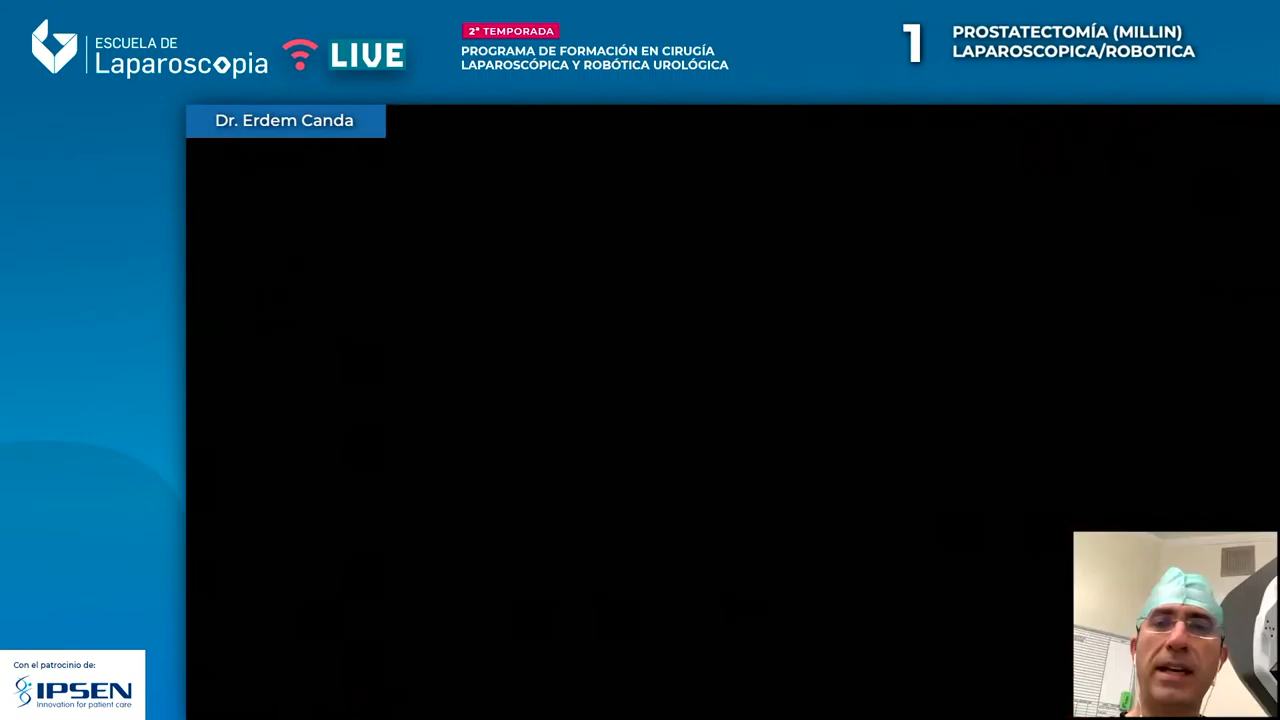 ESCUELA DE
Laparoscopia
LIVE
2ª TEMPORADA
PROGRAMA DE FORMACIÓN EN CIRUGÍA
LAPAROSCÓPICA Y ROBÓTICA UROLÓGICA
1
PROSTATECTOMÍA (MILLIN)
LAPAROSCOPICA/ROBOTICA
Dr. Erdem Canda
Con el patrocinio de:
IPSEN
Innovation for patient care